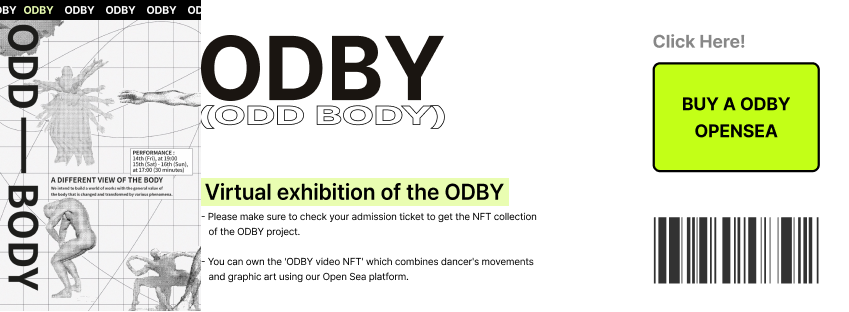 ODBY ODBY ODBY ODBY OD
ODD — BODY
PERFORMANCE :
14th (Fri), at 19:00
15th (Sat) - 16th (Sun),
at 17:00 (30 minutes)
A DIFFERENT VIEW OF THE BODY
We intend to build a world of works with the general value of
the body that is changed and transformed by various phenomena.
ODBY
(ODD BODY)
Virtual exhibition of the ODBY
- Please make sure to check your admission ticket to get the NFT collection
of the ODBY project.
- You can own the 'ODBY video NFT' which combines dancer's movements
and graphic art using our Open Sea platform.
Click Here!
BUY A ODBY
OPENSEA